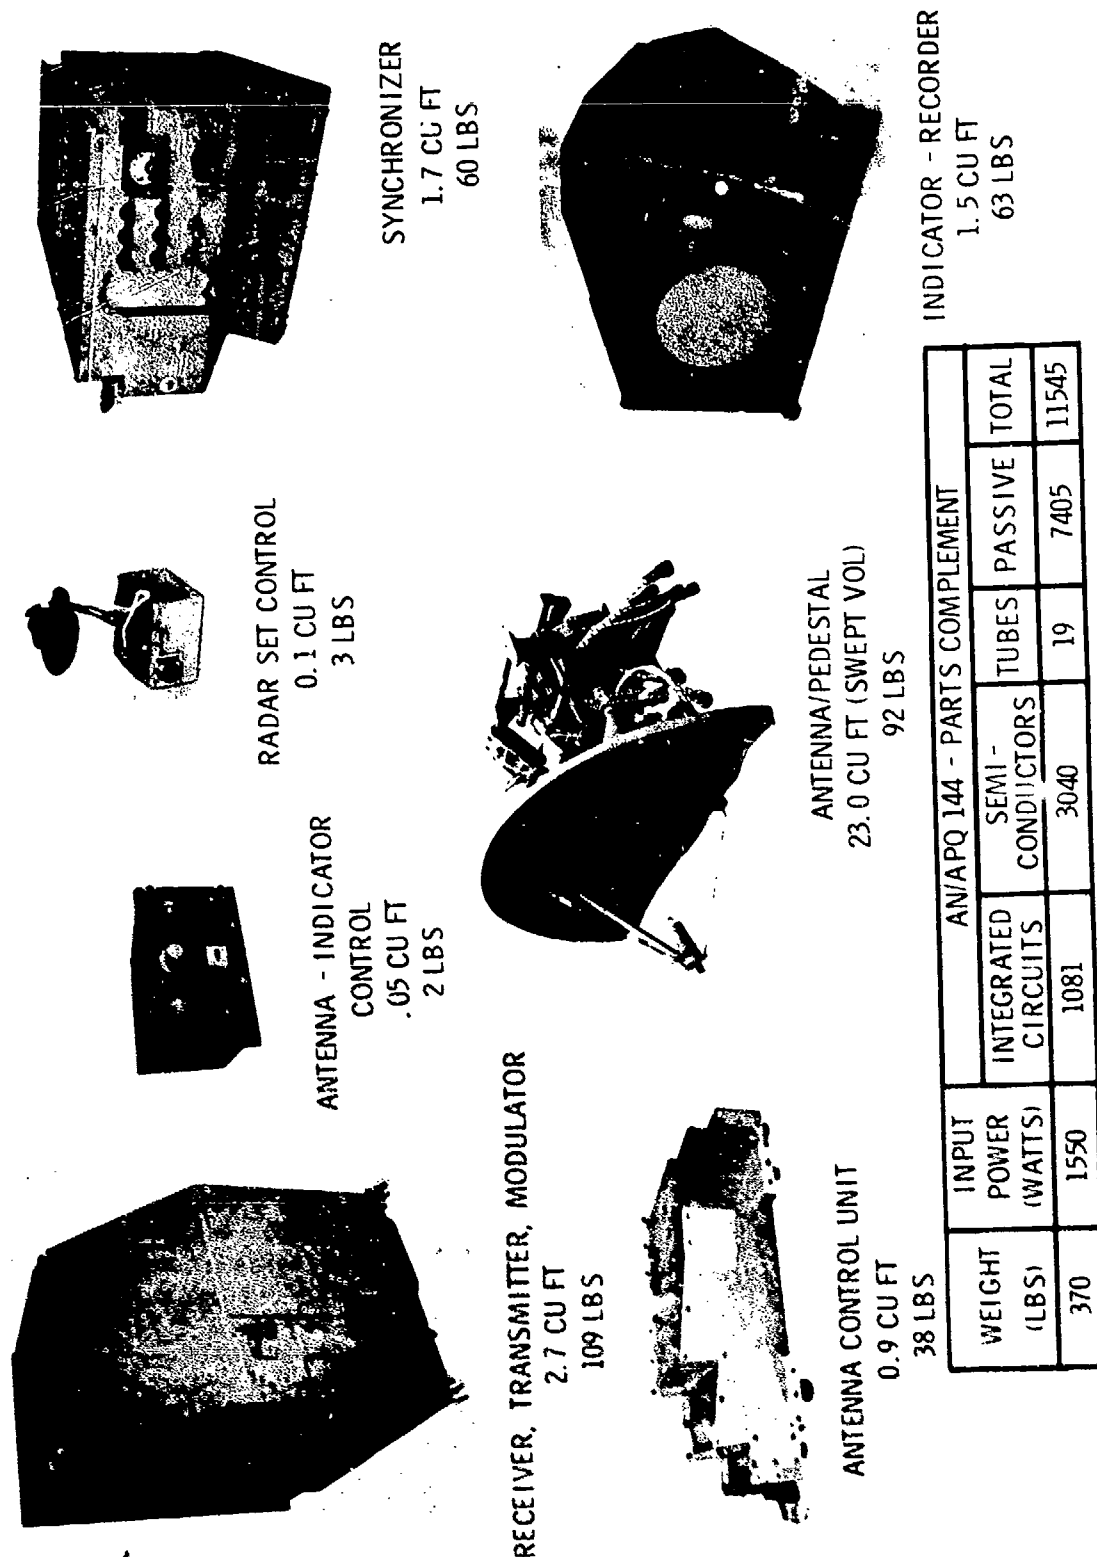 RECEIVER, TRANSMITTER, MODULATOR
2.7 CU FT
109 LBS
ANTENNA - INDICATOR
CONTROL
.05 CU FT
2 LBS
RADAR SET CONTROL
0.1 CU FT
3 LBS
SYNCHRONIZER
1.7 CU FT
60 LBS
ANTENNA CONTROL UNIT
0.9 CU FT
38 LBS
ANTENNA/PEDESTAL
23.0 CU FT (SWEPT VOL)
92 LBS
INDICATOR - RECORDER
1.5 CU FT
63 LBS
WEIGHT
(LBS)
INPUT
POWER
(WATTS)
AN/APQ 144 - PARTS COMPLEMENT
INTEGRATED
CIRCUITS
SEMI-
CONDUCTORS
TUBES
PASSIVE
TOTAL
370 1550 1081 3040 19 7405 11545